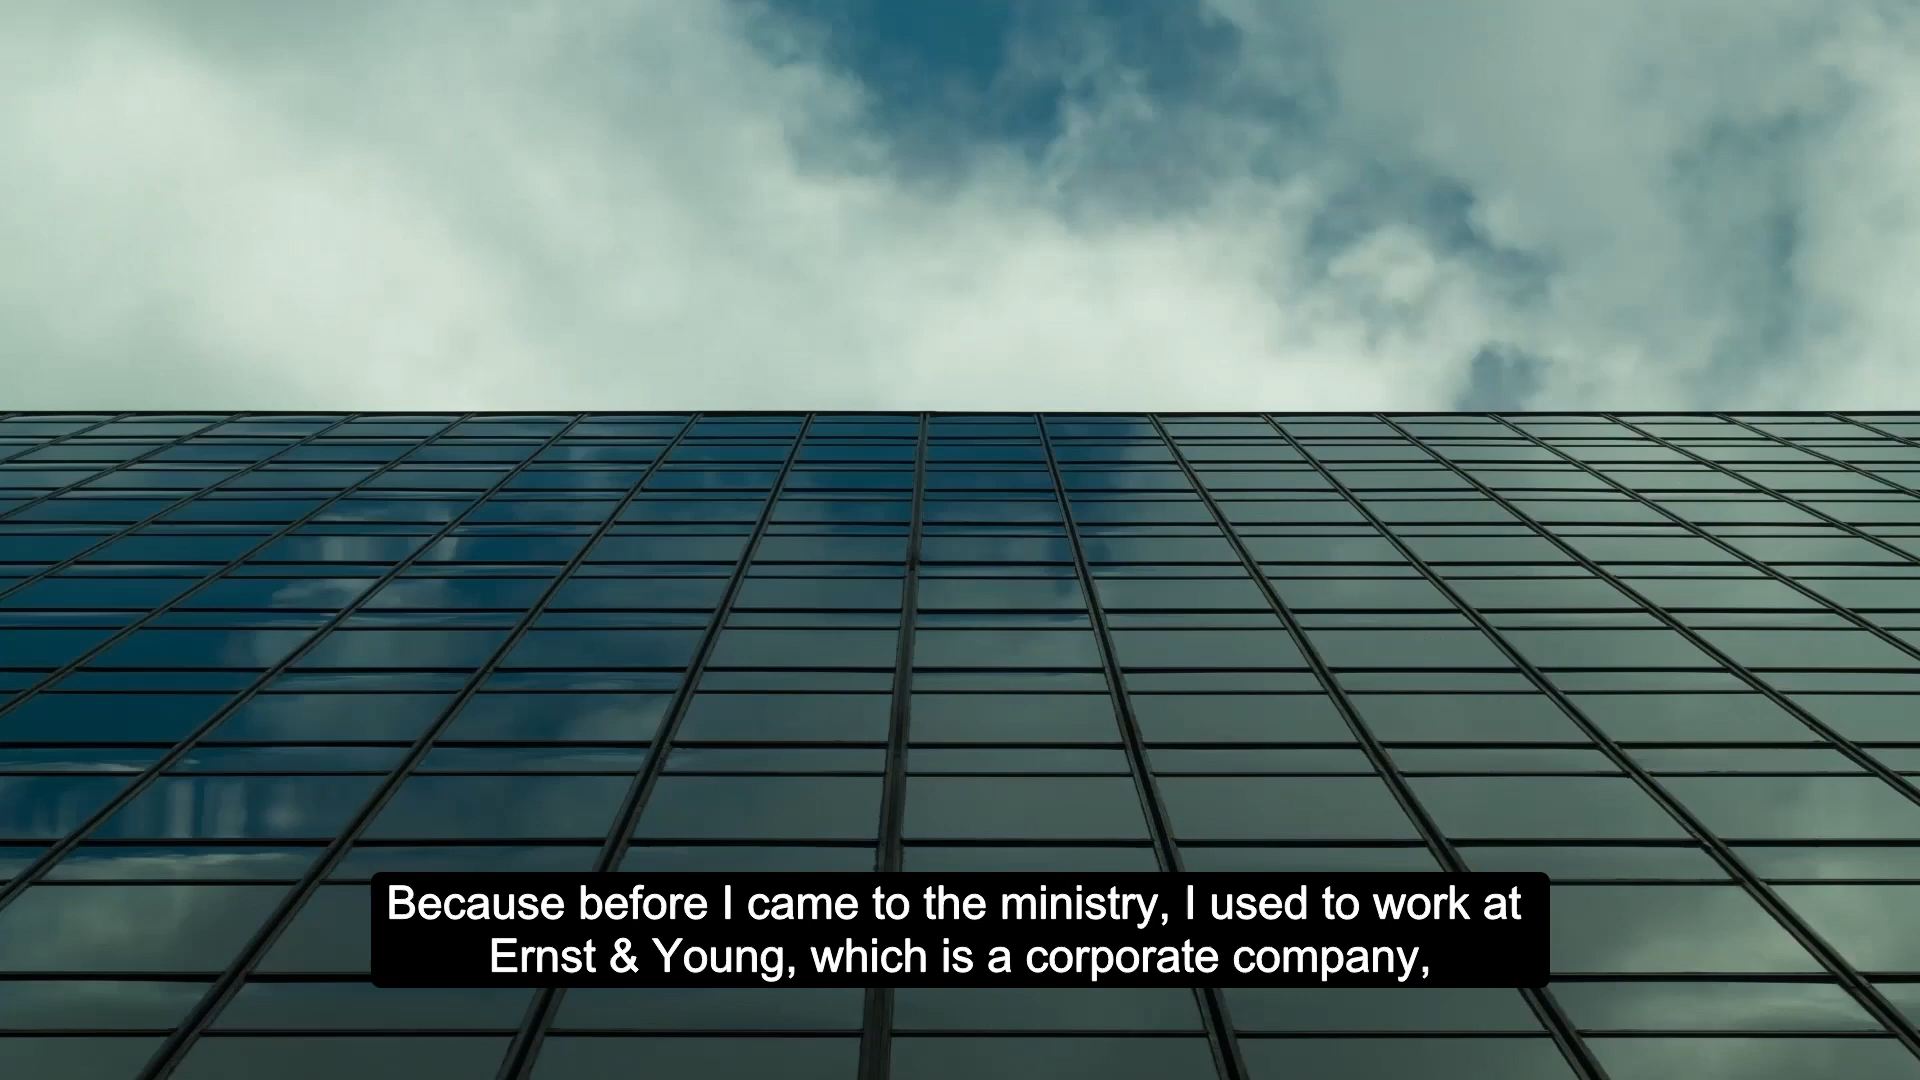 Because before I came to the ministry, I used to work at
Ernst & Young, which is a corporate company,